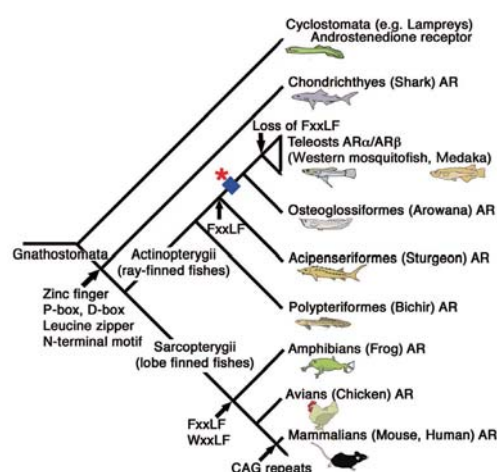 Cyclostomata (e.g. Lampreys)
Androstenedione receptor
Chondrichthyes (Shark) AR
Loss of FxxLF
Teleosts ARα/ARβ
(Western mosquitofish, Medaka)
*
FxxLF
Osteoglossiformes (Arowana) AR
Gnathostomata
Actinopterygii
(ray-finned fishes)
Acipenseriformes (Sturgeon) AR
Zinc finger
P-box, D-box
Leucine zipper
N-terminal motif
Polypteriformes (Bichir) AR
Sarcopterygii
(lobe finned fishes)
Amphibians (Frog) AR
FxxLF
WxxLF
Avians (Chicken) AR
Mammalians (Mouse, Human) AR
CAG repeats